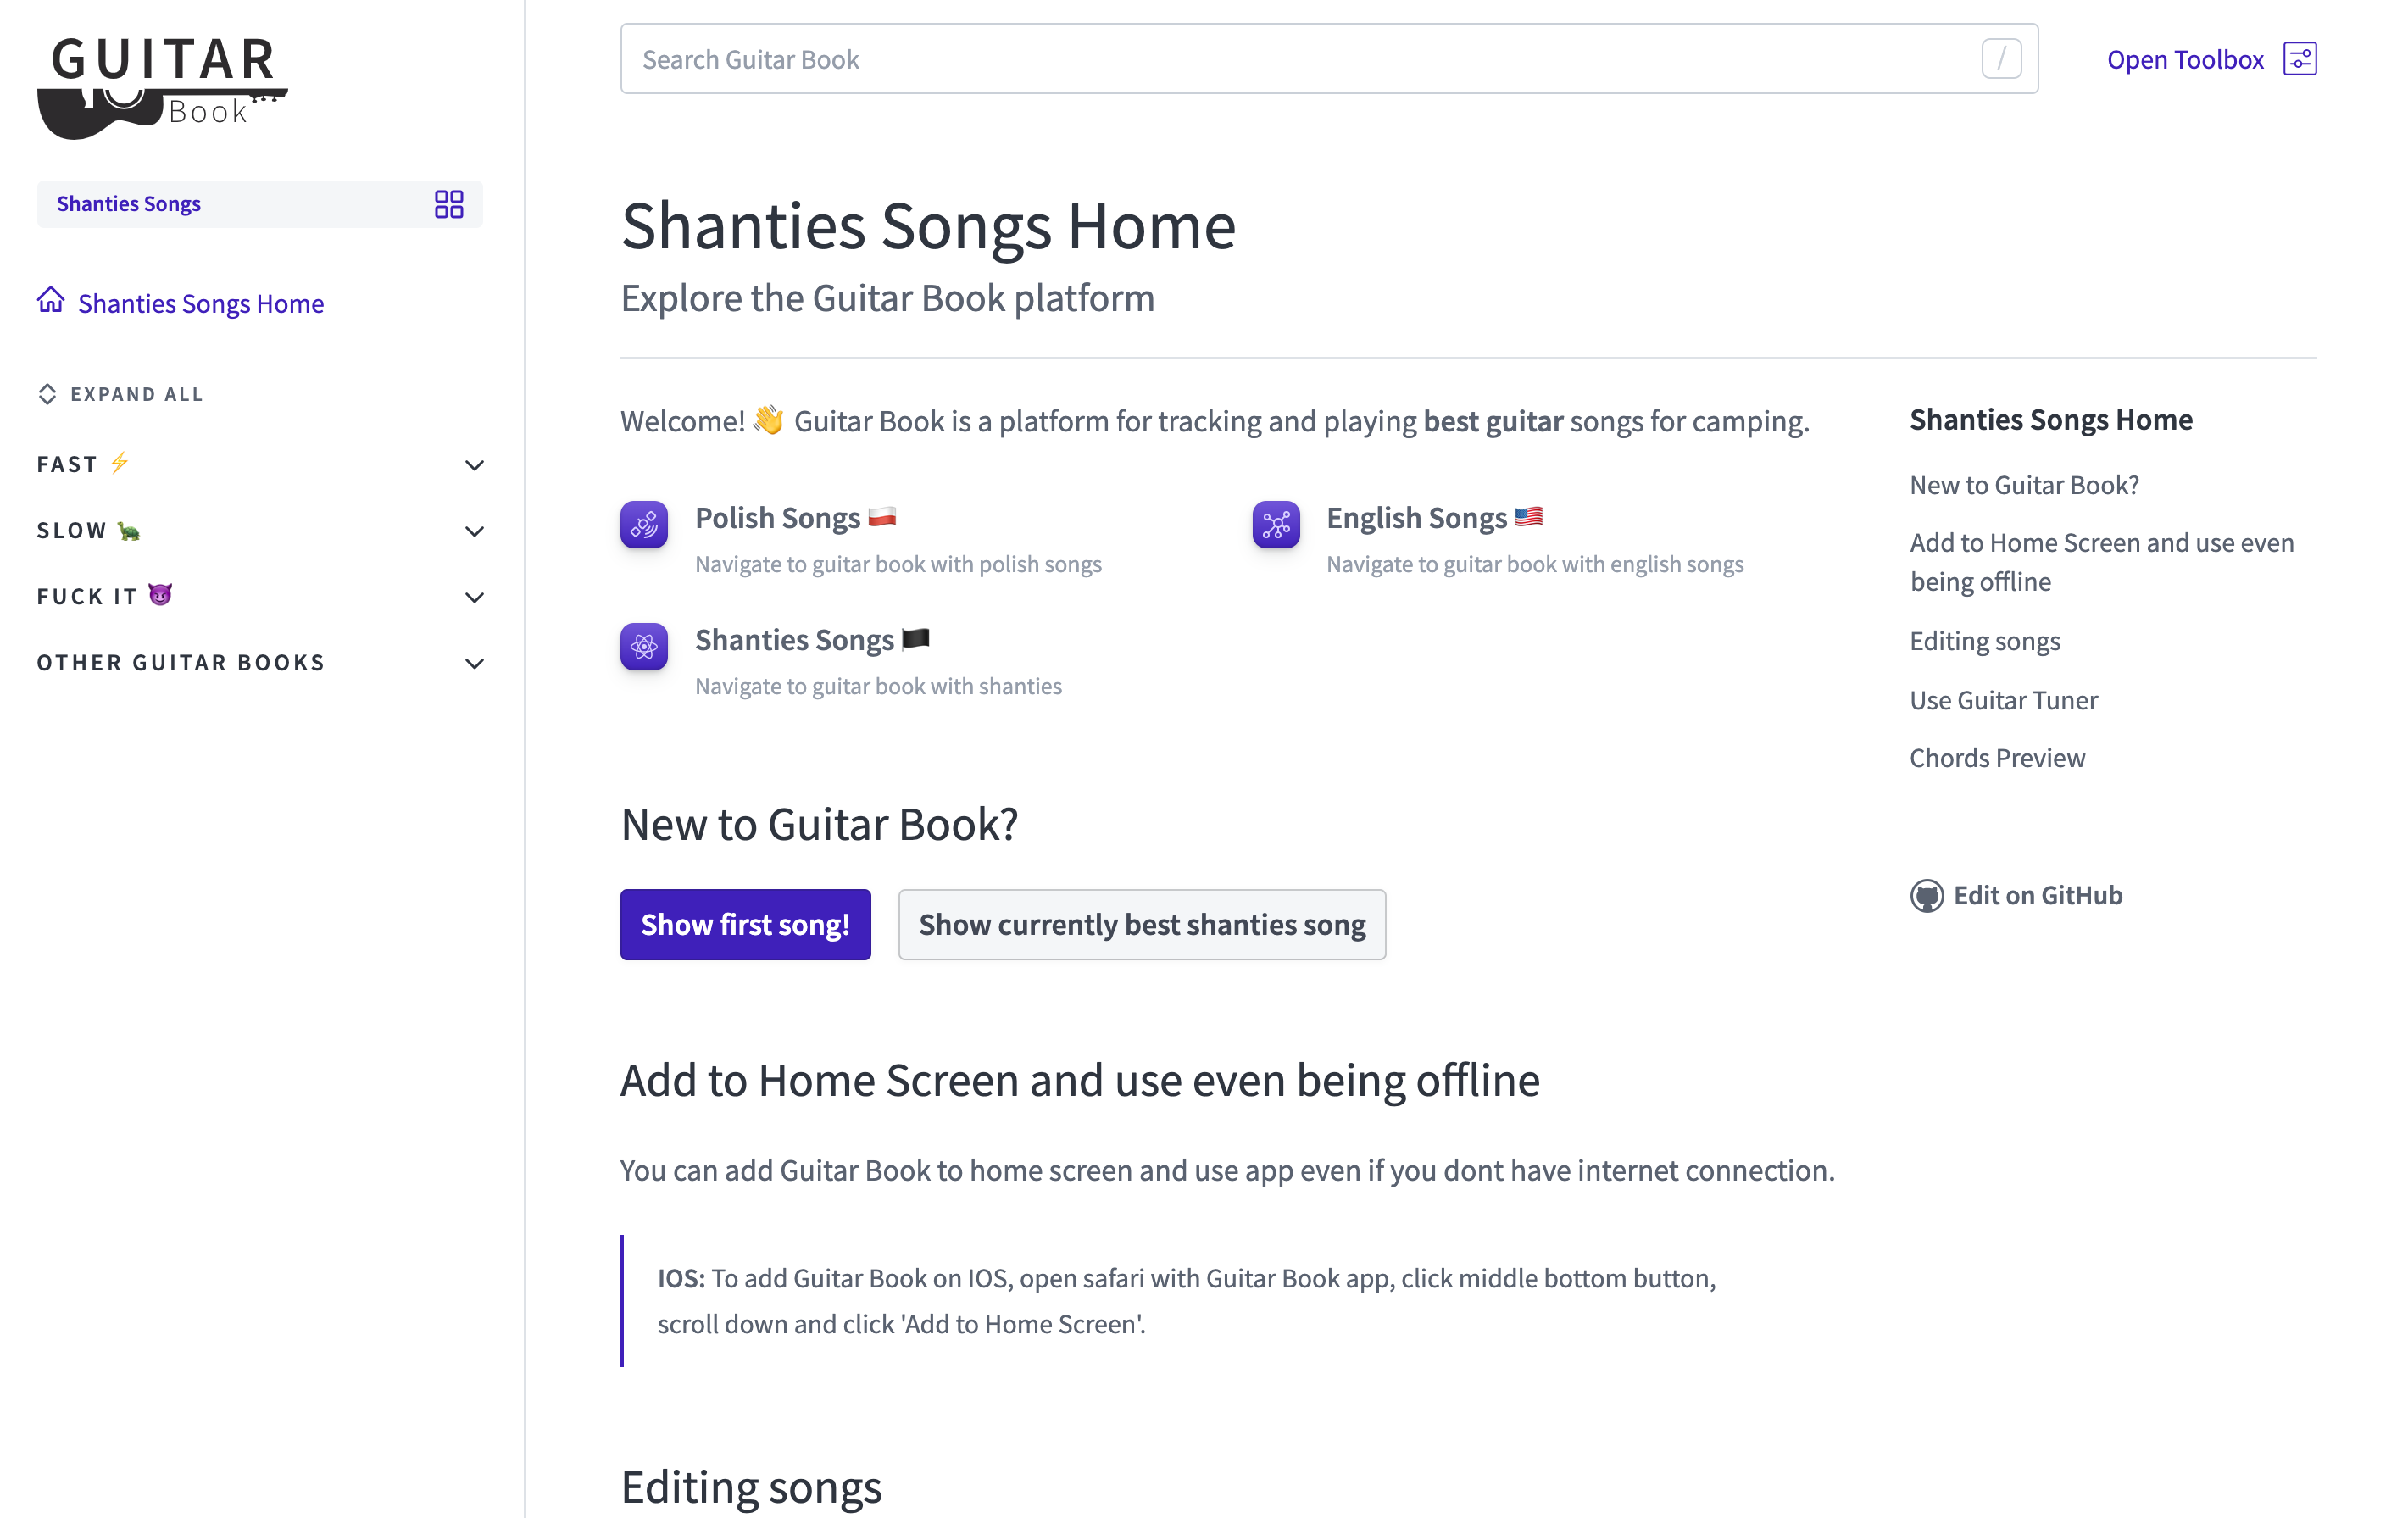 GUITAR
Book
Shanties Songs
Shanties Songs Home
EXPAND ALL
FAST ⚡
SLOW 🐢
FUCK IT 😈
OTHER GUITAR BOOKS
Search Guitar Book
/
Open Toolbox
Shanties Songs Home
Explore the Guitar Book platform
Welcome! 👋 Guitar Book is a platform for tracking and playing best guitar songs for camping.
Polish Songs 🇵🇱
Navigate to guitar book with polish songs
English Songs 🇺🇸
Navigate to guitar book with english songs
Shanties Songs 🏴
Navigate to guitar book with shanties
New to Guitar Book?
Show first song!
Show currently best shanties song
Add to Home Screen and use even being offline
You can add Guitar Book to home screen and use app even if you dont have internet connection.
IOS: To add Guitar Book on IOS, open safari with Guitar Book app, click middle bottom button,
scroll down and click 'Add to Home Screen'.
Editing songs
Shanties Songs Home
New to Guitar Book?
Add to Home Screen and use even
being offline
Editing songs
Use Guitar Tuner
Chords Preview
Edit on GitHub